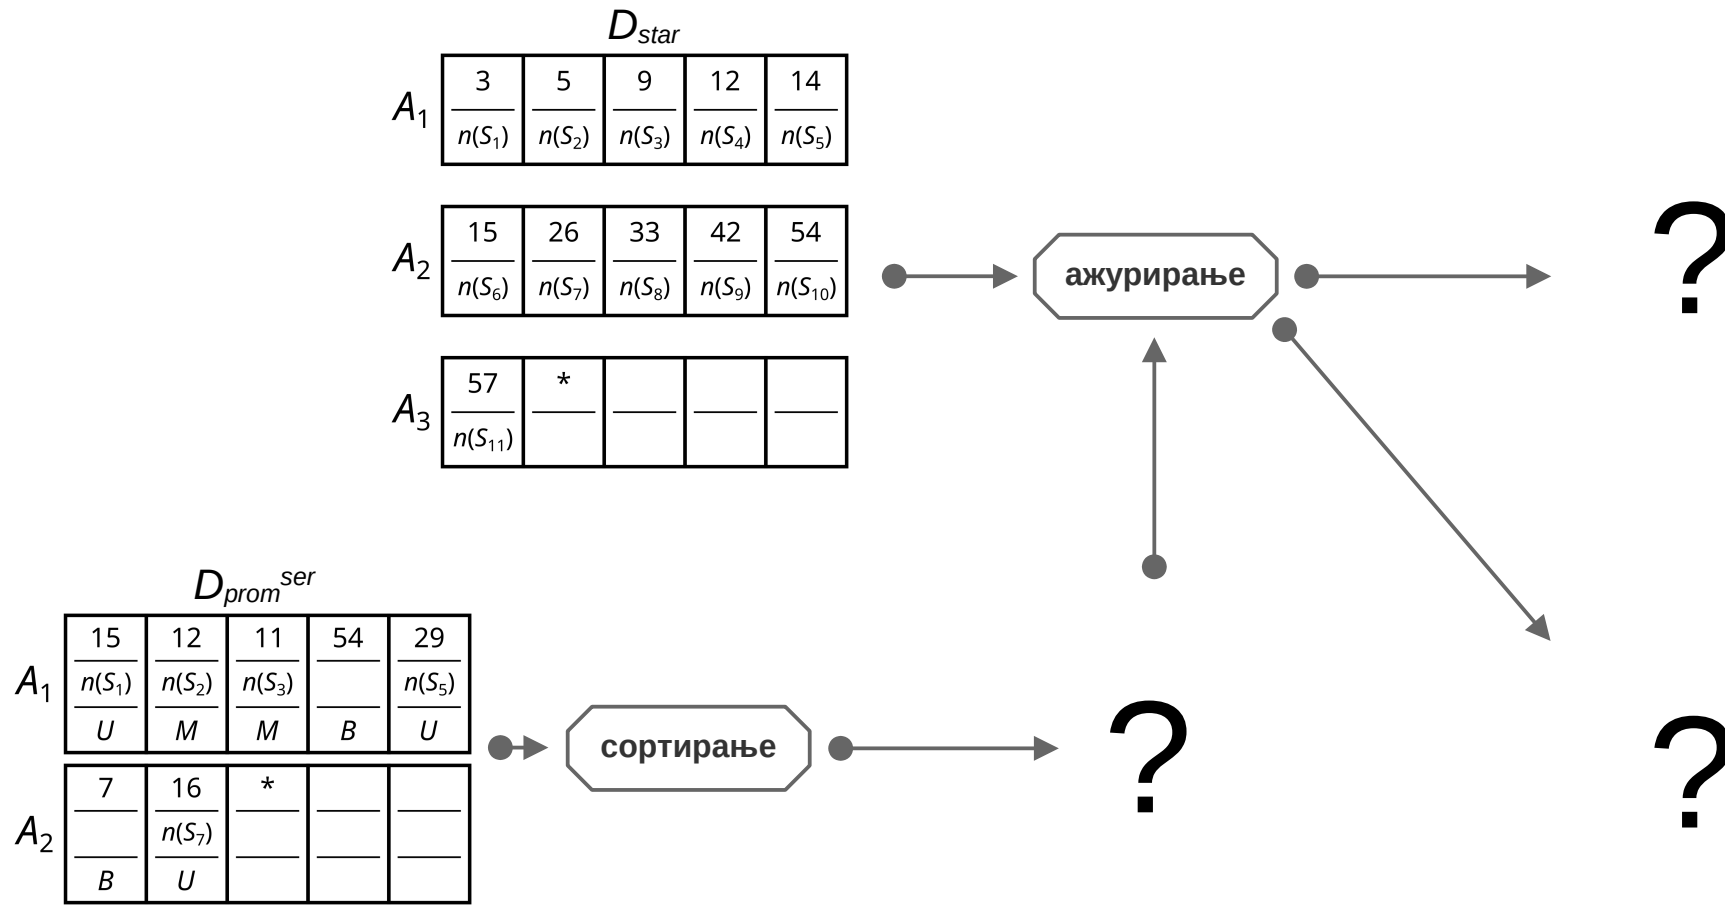 D_star
3 5 9 12 14
A₁
n(S₁) n(S₂) n(S₃) n(S₄) n(S₅)
15 26 33 42 54
A₂
n(S₆) n(S₇) n(S₈) n(S₉) n(S₁₀)
ажурирање
?
57 *
A₃
n(S₁₁)
D_prom^ser
15 12 11 54 29
A₁
n(S₁) n(S₂) n(S₃) n(S₅)
U M M B U
сортирање
?
?
7 16 *
A₂
n(S₇)
B U